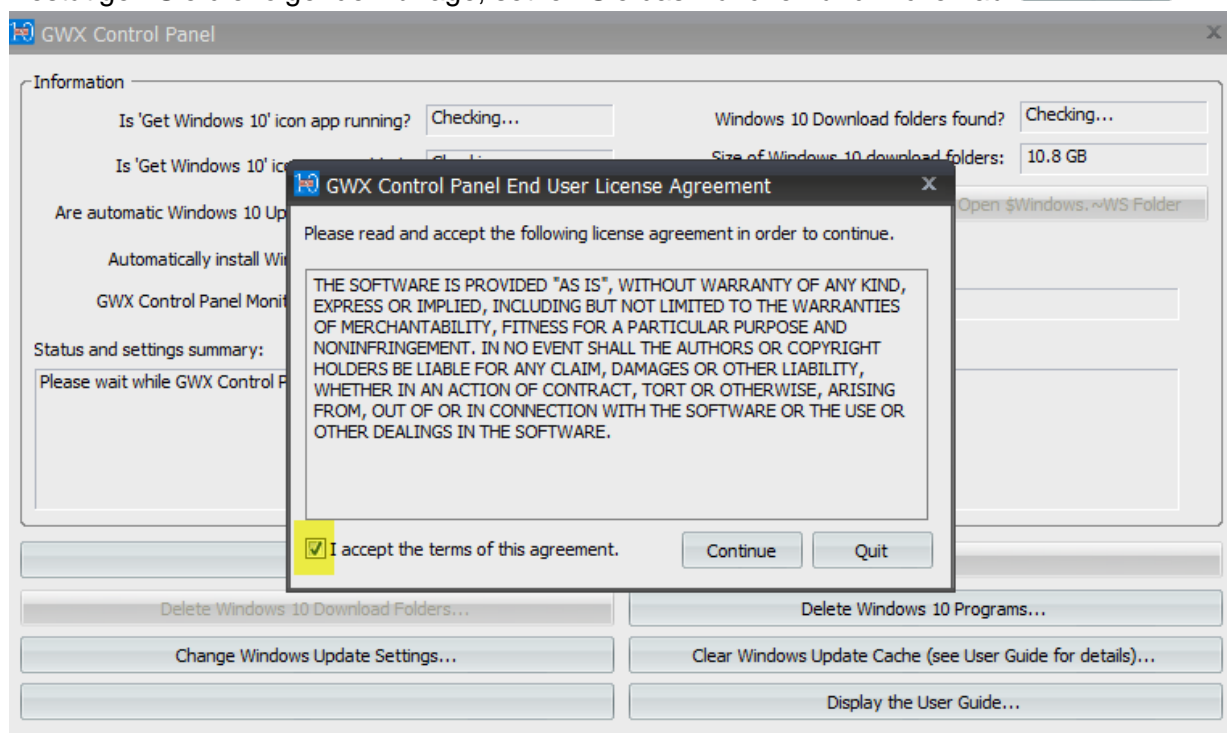 GWX Control Panel
Information
Is 'Get Windows 10' icon app running? Checking...
Windows 10 Download folders found? Checking...
Is 'Get Windows 10' ic
Size of Windows 10 download folders: 10.8 GB
Are automatic Windows 10 Up
Open $Windows.~WS Folder
Automatically install Wi
GWX Control Panel Monit
Status and settings summary:
Please wait while GWX Control P
GWX Control Panel End User License Agreement
Please read and accept the following license agreement in order to continue.
THE SOFTWARE IS PROVIDED "AS IS", WITHOUT WARRANTY OF ANY KIND,
EXPRESS OR IMPLIED, INCLUDING BUT NOT LIMITED TO THE WARRANTIES
OF MERCHANTABILITY, FITNESS FOR A PARTICULAR PURPOSE AND
NONINFRINGEMENT. IN NO EVENT SHALL THE AUTHORS OR COPYRIGHT
HOLDERS BE LIABLE FOR ANY CLAIM, DAMAGES OR OTHER LIABILITY,
WHETHER IN AN ACTION OF CONTRACT, TORT OR OTHERWISE, ARISING
FROM, OUT OF OR IN CONNECTION WITH THE SOFTWARE OR THE USE OR
OTHER DEALINGS IN THE SOFTWARE.
I accept the terms of this agreement.
Continue
Quit
Delete Windows 10 Download Folders...
Delete Windows 10 Programs...
Change Windows Update Settings...
Clear Windows Update Cache (see User Guide for details)...
Display the User Guide...